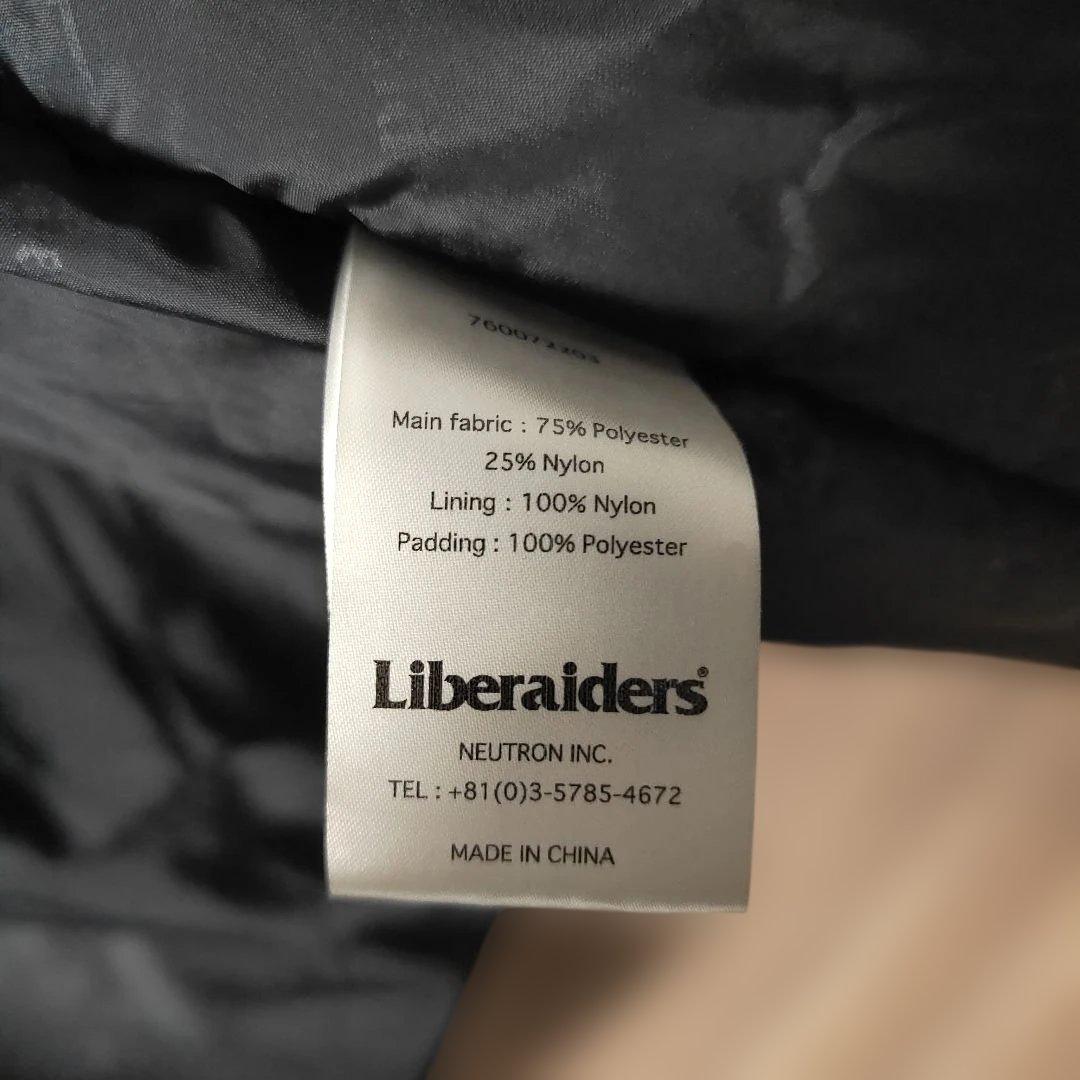 760072203
Main fabric : 75% Polyester
25% Nylon
Lining : 100% Nylon
Padding : 100% Polyester
Liberaiders®
NEUTRON INC.
TEL : +81(0)3-5785-4672
MADE IN CHINA